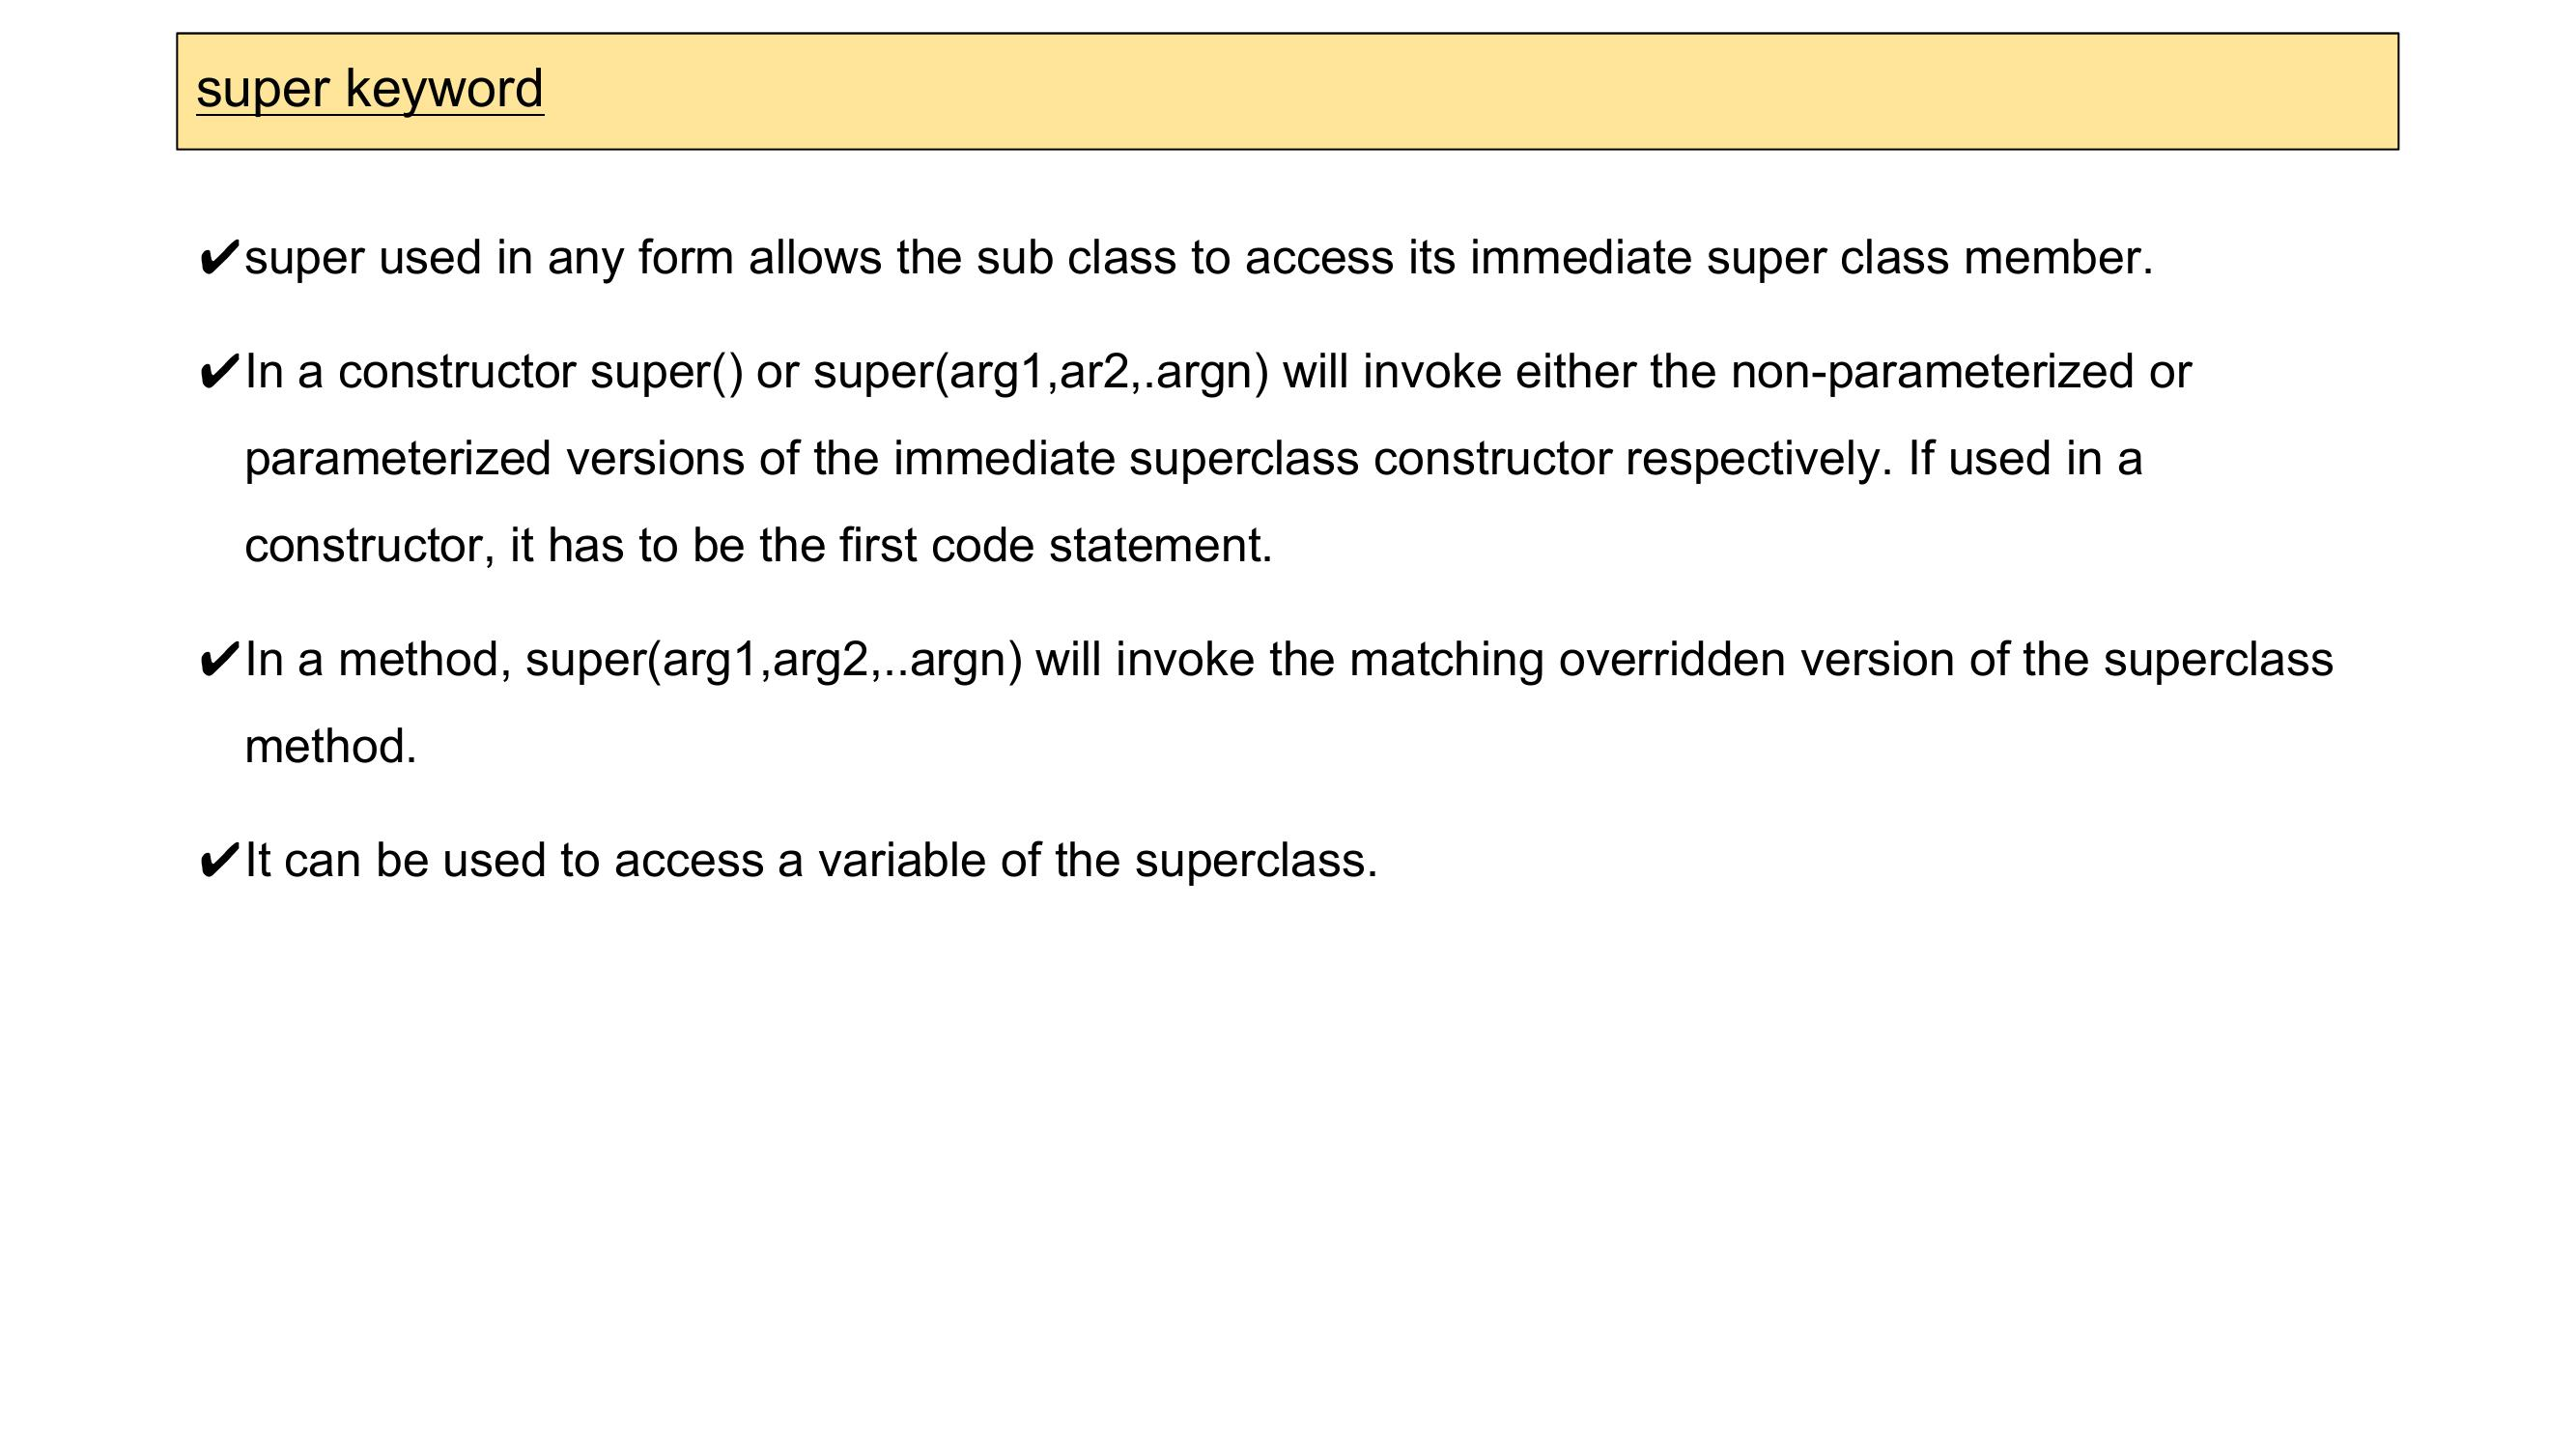 super keyword
✔super used in any form allows the sub class to access its immediate super class member.
✔In a constructor super() or super(arg1,ar2,.argn) will invoke either the non-parameterized or
parameterized versions of the immediate superclass constructor respectively. If used in a
constructor, it has to be the first code statement.
✔In a method, super(arg1,arg2,..argn) will invoke the matching overridden version of the superclass
method.
✔It can be used to access a variable of the superclass.